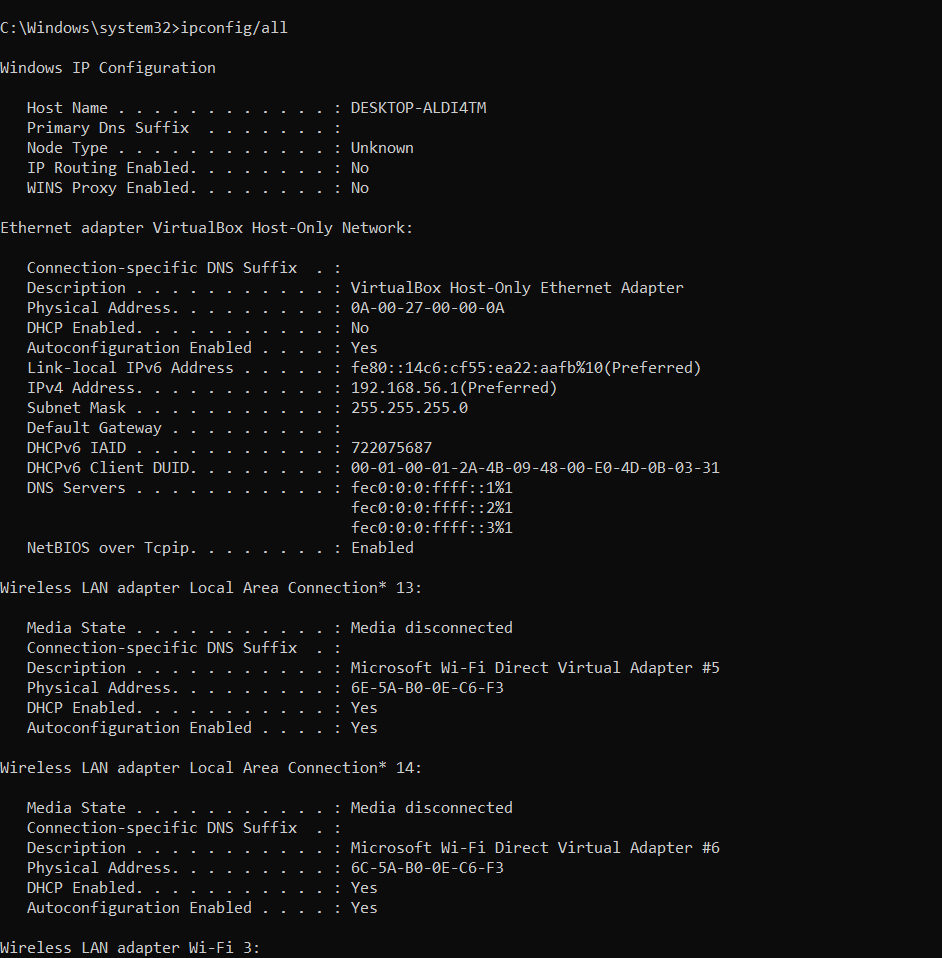 C:\Windows\system32>ipconfig/all
Windows IP Configuration
Host Name . . . . . . . . . . . . : DESKTOP-ALDI4TM
Primary Dns Suffix  . . . . . . . :
Node Type . . . . . . . . . . . . : Unknown
IP Routing Enabled. . . . . . . . : No
WINS Proxy Enabled. . . . . . . . : No
Ethernet adapter VirtualBox Host-Only Network:
Connection-specific DNS Suffix  . :
Description . . . . . . . . . . . : VirtualBox Host-Only Ethernet Adapter
Physical Address. . . . . . . . . : 0A-00-27-00-00-0A
DHCP Enabled. . . . . . . . . . . : No
Autoconfiguration Enabled . . . . : Yes
Link-local IPv6 Address . . . . . : fe80::14c6:cf55:ea22:aafb%10(Preferred)
IPv4 Address. . . . . . . . . . . : 192.168.56.1(Preferred)
Subnet Mask . . . . . . . . . . . : 255.255.255.0
Default Gateway . . . . . . . . . :
DHCPv6 IAID . . . . . . . . . . . : 722075687
DHCPv6 Client DUID. . . . . . . . : 00-01-00-01-2A-4B-09-48-00-E0-4D-0B-03-31
DNS Servers . . . . . . . . . . . : fec0:0:0:ffff::1%1
fec0:0:0:ffff::2%1
fec0:0:0:ffff::3%1
NetBIOS over Tcpip. . . . . . . . : Enabled
Wireless LAN adapter Local Area Connection* 13:
Media State . . . . . . . . . . . : Media disconnected
Connection-specific DNS Suffix  . :
Description . . . . . . . . . . . : Microsoft Wi-Fi Direct Virtual Adapter #5
Physical Address. . . . . . . . . : 6E-5A-B0-0E-C6-F3
DHCP Enabled. . . . . . . . . . . : Yes
Autoconfiguration Enabled . . . . : Yes
Wireless LAN adapter Local Area Connection* 14:
Media State . . . . . . . . . . . : Media disconnected
Connection-specific DNS Suffix  . :
Description . . . . . . . . . . . : Microsoft Wi-Fi Direct Virtual Adapter #6
Physical Address. . . . . . . . . : 6C-5A-B0-0E-C6-F3
DHCP Enabled. . . . . . . . . . . : Yes
Autoconfiguration Enabled . . . . : Yes
Wireless LAN adapter Wi-Fi 3: